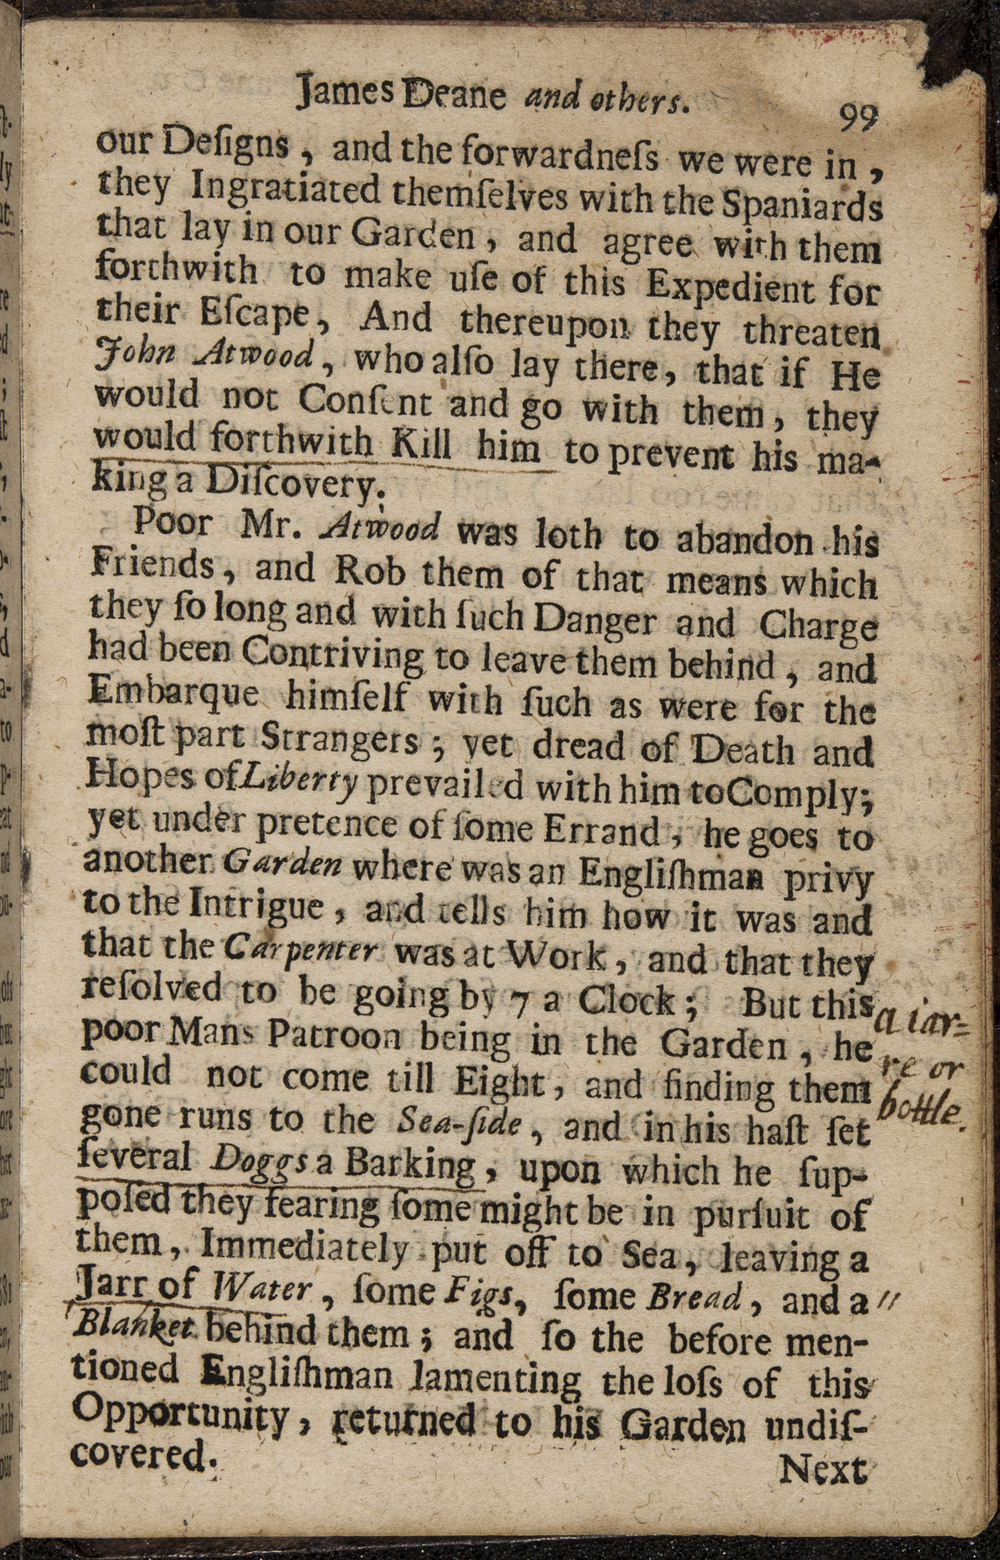 James Deane and others.
99
our Deſigns, and the forwardneſs we were in,
they Ingratiated themſelves with the Spaniards
that lay in our Garden, and agree with them
forthwith to make uſe of this Expedient for
their Eſcape, And thereupon they threaten
John Atwood, who alſo lay there, that if He
would not Conſent and go with them, they
would forthwith Kill him to prevent his ma-
king a Diſcovery.
Poor Mr. Atwood was loth to abandon his
Friends, and Rob them of that means which
they ſo long and with ſuch Danger and Charge
had been Contriving to leave them behind, and
Embarque himſelf with ſuch as were for the
moſt part Strangers; yet dread of Death and
Hopes of Liberty prevailed with him to Comply;
yet under pretence of ſome Errand, he goes to
another Garden where was an Engliſhman privy
to the Intrigue, and tells him how it was and
that the Carpenter was at Work, and that they
reſolved to be going by 7 a Clock; But this
poor Mans Patroon being in the Garden, he
could not come till Eight, and finding them
gone runs to the Sea-ſide, and in his haſt ſet
ſeveral Doggs a Barking, upon which he ſup-
poſed they fearing ſome might be in purſuit of
them, Immediately put off to Sea, leaving a
Jarr of Water, ſome Figs, ſome Bread, and a "
Blanket behind them; and ſo the before men-
tioned Engliſhman lamenting the loſs of this
Opportunity, returned to his Garden undiſ-
covered.
Next
a iar=
re or
bottle.